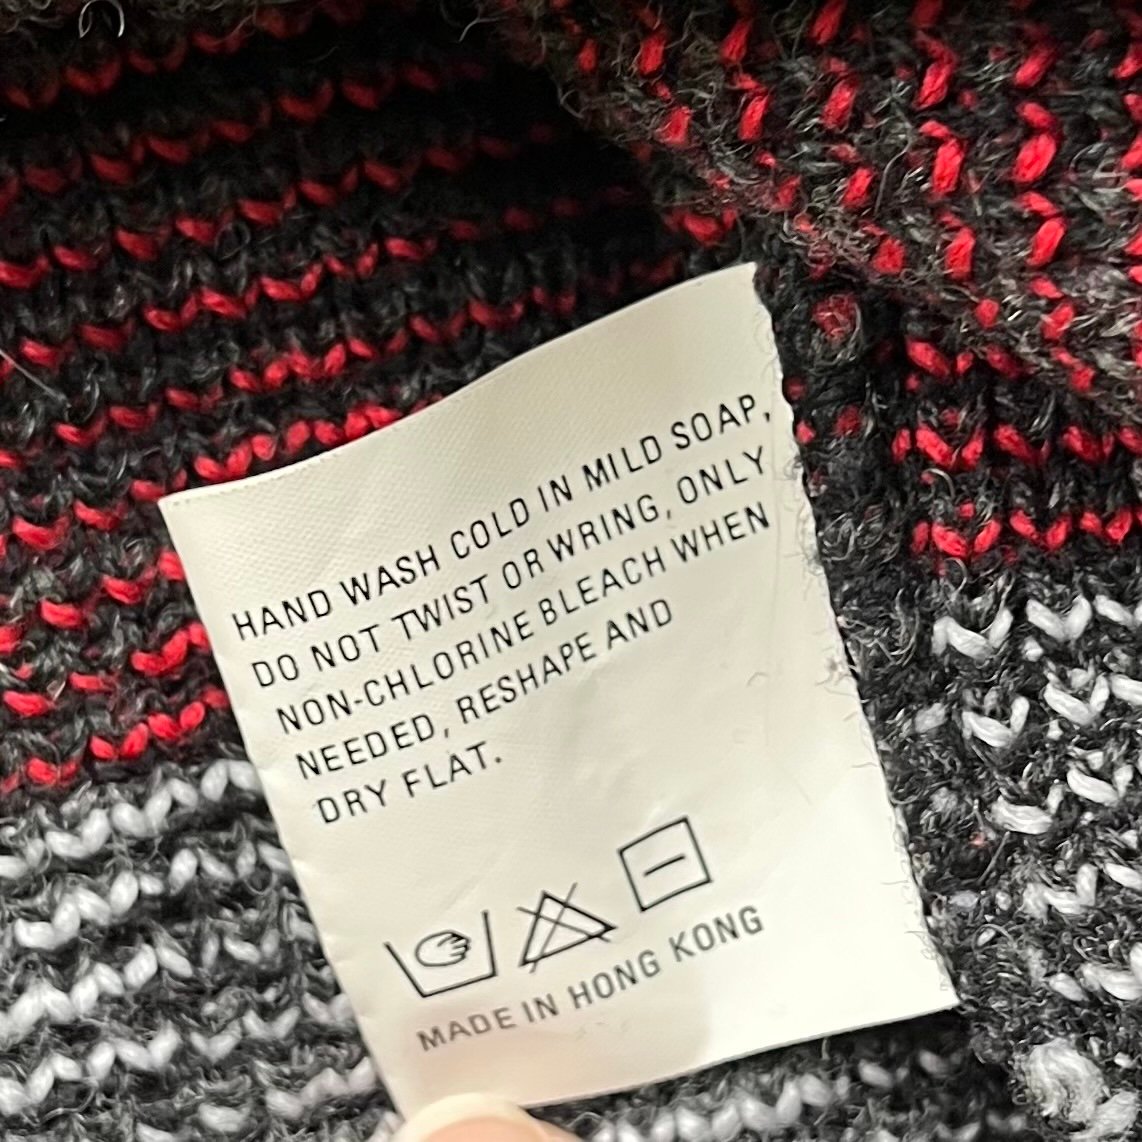 HAND WASH COLD IN MILD SOAP,
DO NOT TWIST OR WRING, ONLY
NON-CHLORINE BLEACH WHEN
NEEDED, RESHAPE AND
DRY FLAT.
MADE IN HONG KONG